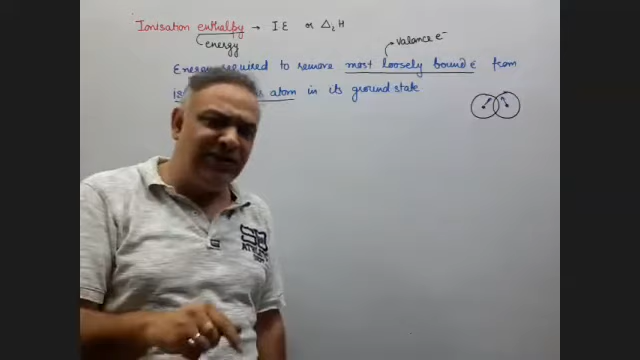 Ionisation enthalpy → I.E or ΔiH
energy
valance e⁻
Energy required to remove most loosely bound e from
atom in its ground state